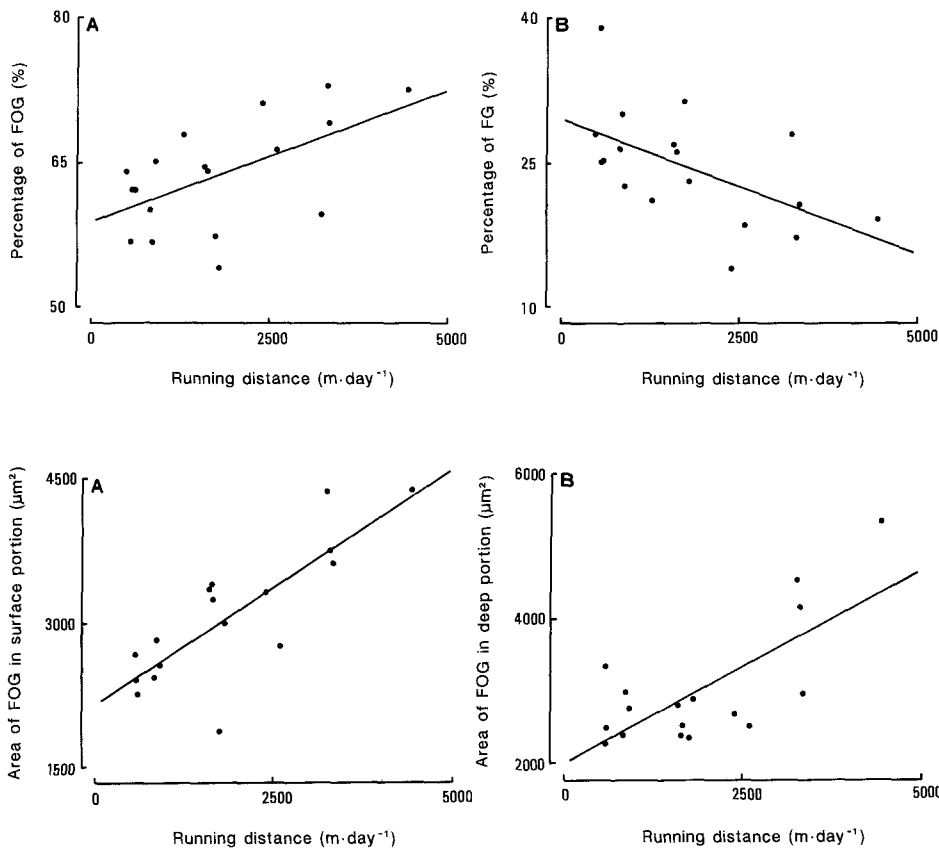 80
A
Percentage of FOG (%)
65
50
0
2500
5000
Running distance (m·day⁻¹)
40
B
Percentage of FG (%)
25
10
0
2500
5000
Running distance (m·day⁻¹)
4500
A
Area of FOG in surface portion (μm²)
3000
1500
0
2500
5000
Running distance (m·day⁻¹)
6000
B
Area of FOG in deep portion (μm²)
4000
2000
0
2500
5000
Running distance (m·day⁻¹)